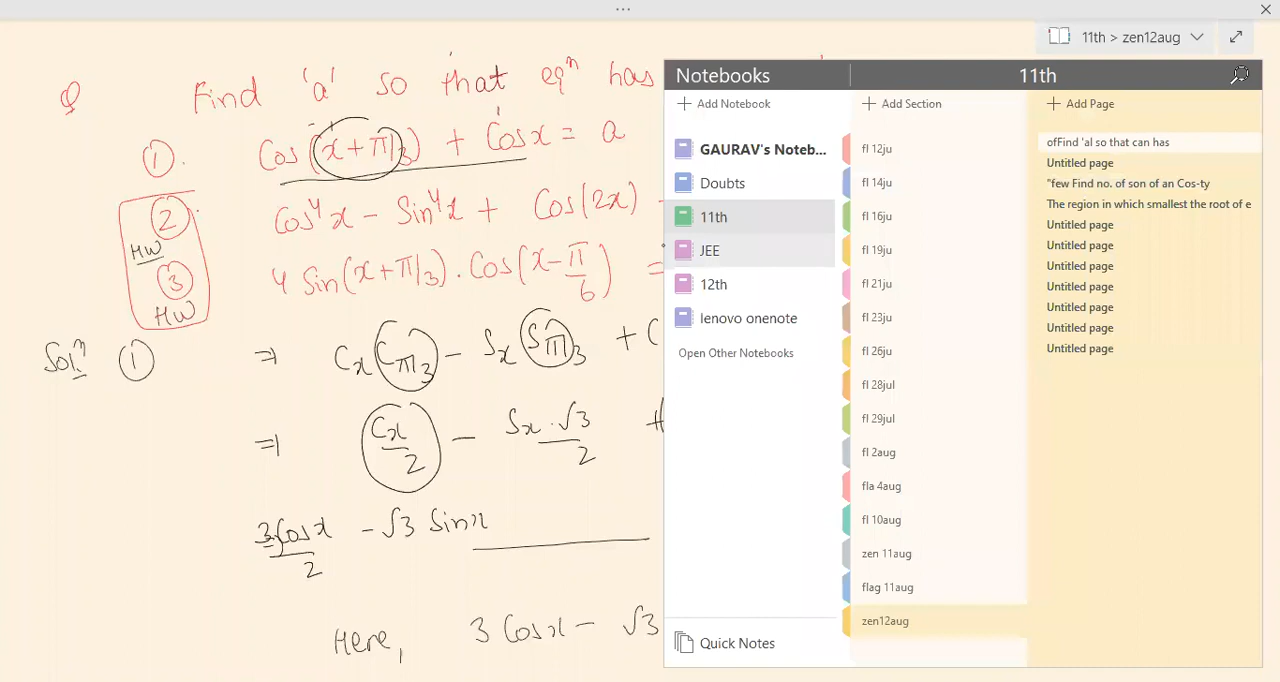 11th > zen12aug
Q Find 'a' so that eqn has
① Cos(x+π/3) + Cosx = a
② Cos⁴x - Sin⁴x + Cos(2x)
HW
③ 4 Sin(x+π/3). Cos(x-π/6) =
HW
Soln ① ⇒ Cx Cπ/3 - Sx Sπ/3 + C
⇒ Cx/2 - Sx.√3/2 +
3Cosx/2 - √3 Sinx
Here, 3 Cosx - √3
Notebooks
+ Add Notebook
GAURAV's Noteb...
Doubts
11th
JEE
12th
lenovo onenote
Open Other Notebooks
Quick Notes
11th
+ Add Section
fl 12ju
fl 14ju
fl 16ju
fl 19ju
fl 21ju
fl 23ju
fl 26ju
fl 28jul
fl 29jul
fl 2aug
fla 4aug
fl 10aug
zen 11aug
flag 11aug
zen12aug
+ Add Page
ofFind 'al so that can has
Untitled page
"few Find no. of son of an Cos-ty
The region in which smallest the root of e
Untitled page
Untitled page
Untitled page
Untitled page
Untitled page
Untitled page
Untitled page